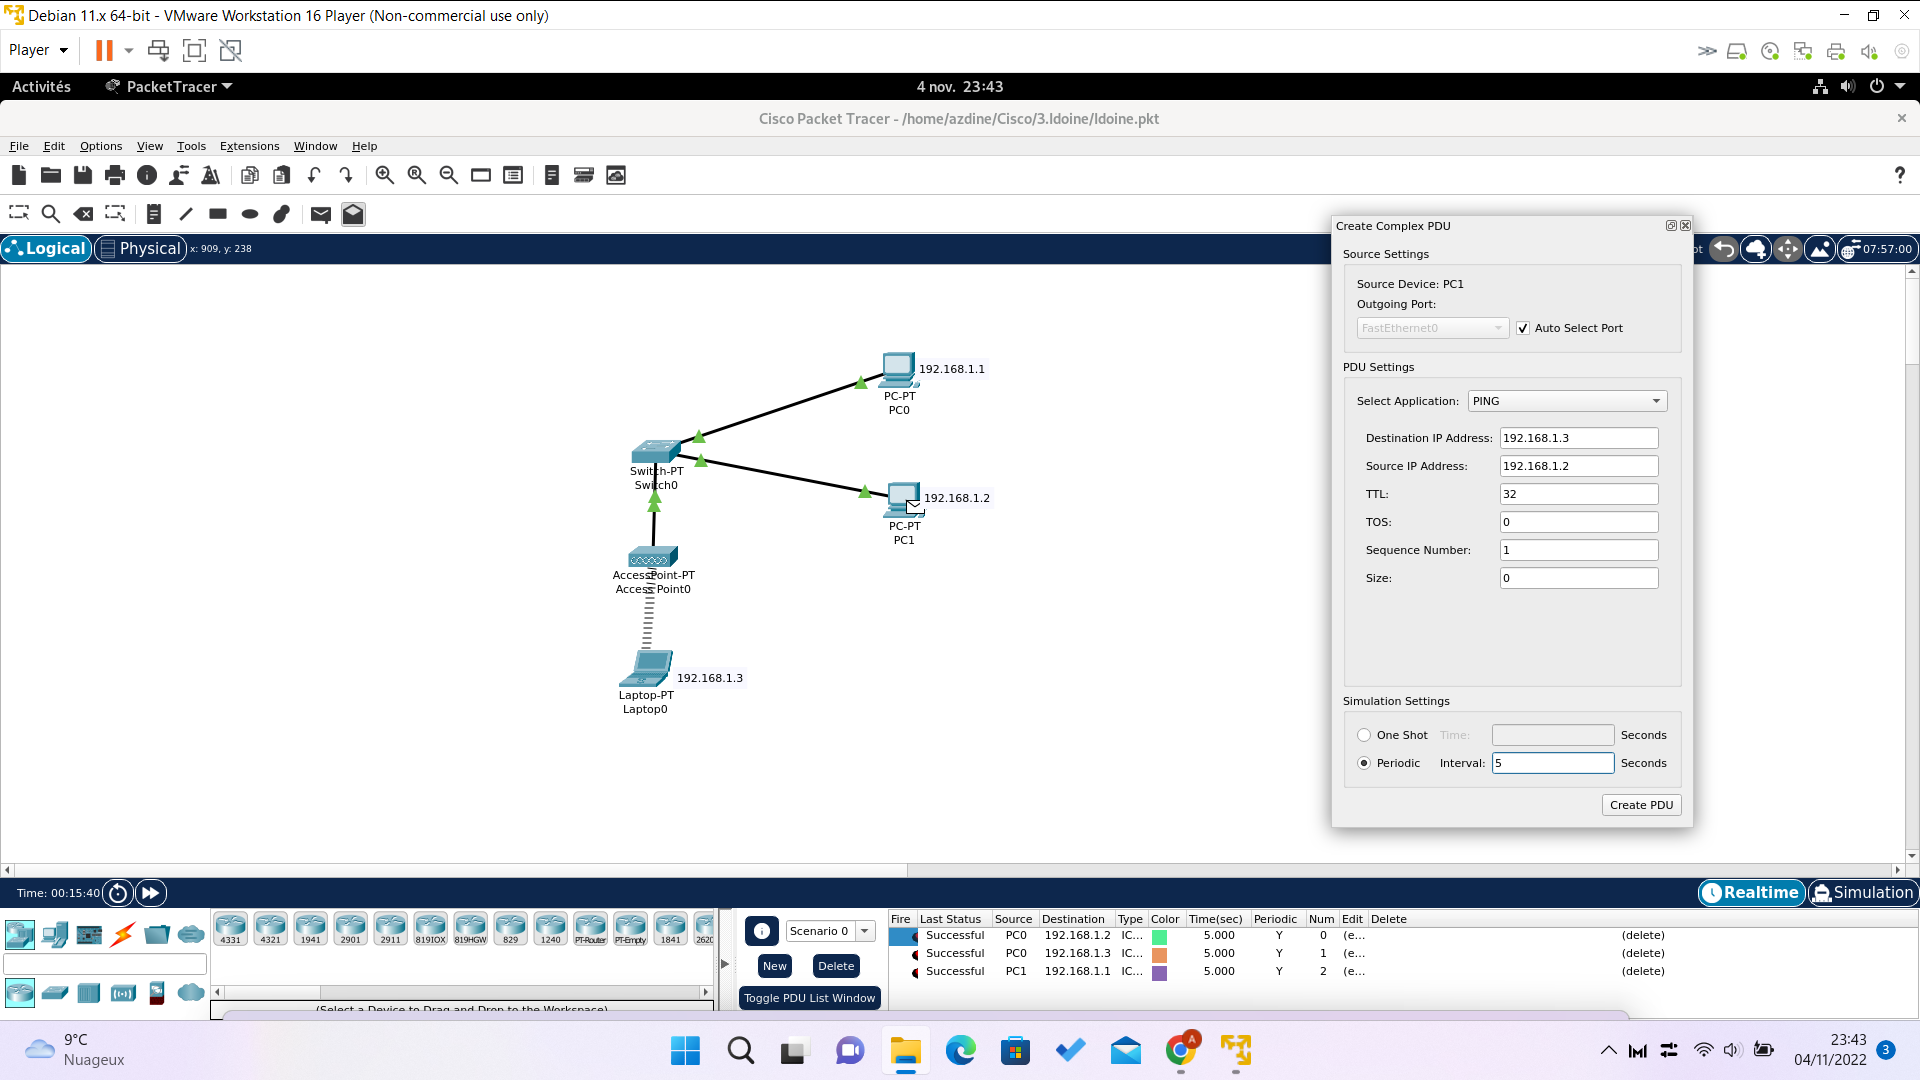 Debian 11.x 64-bit - VMware Workstation 16 Player (Non-commercial use only)
Player
Activités PacketTracer 4 nov. 23:43
Cisco Packet Tracer - /home/azdine/Cisco/3.Idoine/Idoine.pkt
File Edit Options View Tools Extensions Window Help
Logical Physical x: 909, y: 238 07:57:00
Create Complex PDU
Source Settings
Source Device: PC1
Outgoing Port:
FastEthernet0 Auto Select Port
PDU Settings
Select Application: PING
Destination IP Address: 192.168.1.3
Source IP Address: 192.168.1.2
TTL: 32
TOS: 0
Sequence Number: 1
Size: 0
Simulation Settings
One Shot Time: Seconds
Periodic Interval: 5 Seconds
Create PDU
192.168.1.1
PC-PT
PC0
Switch-PT
Switch0
192.168.1.2
PC-PT
PC1
AccessPoint-PT
Access Point0
192.168.1.3
Laptop-PT
Laptop0
Time: 00:15:40 Realtime Simulation
4331 4321 1941 2901 2911 819IOX 819HGW 829 1240 PT-Router PT-Empty 1841 2620
(Select a Device to Drag and Drop to the Workspace)
Scenario 0
New Delete
Toggle PDU List Window
Fire Last Status Source Destination Type Color Time(sec) Periodic Num Edit Delete
Successful PC0 192.168.1.2 IC... 5.000 Y 0 (e... (delete)
Successful PC0 192.168.1.3 IC... 5.000 Y 1 (e... (delete)
Successful PC1 192.168.1.1 IC... 5.000 Y 2 (e... (delete)
9°C
Nuageux
A
23:43
04/11/2022
3